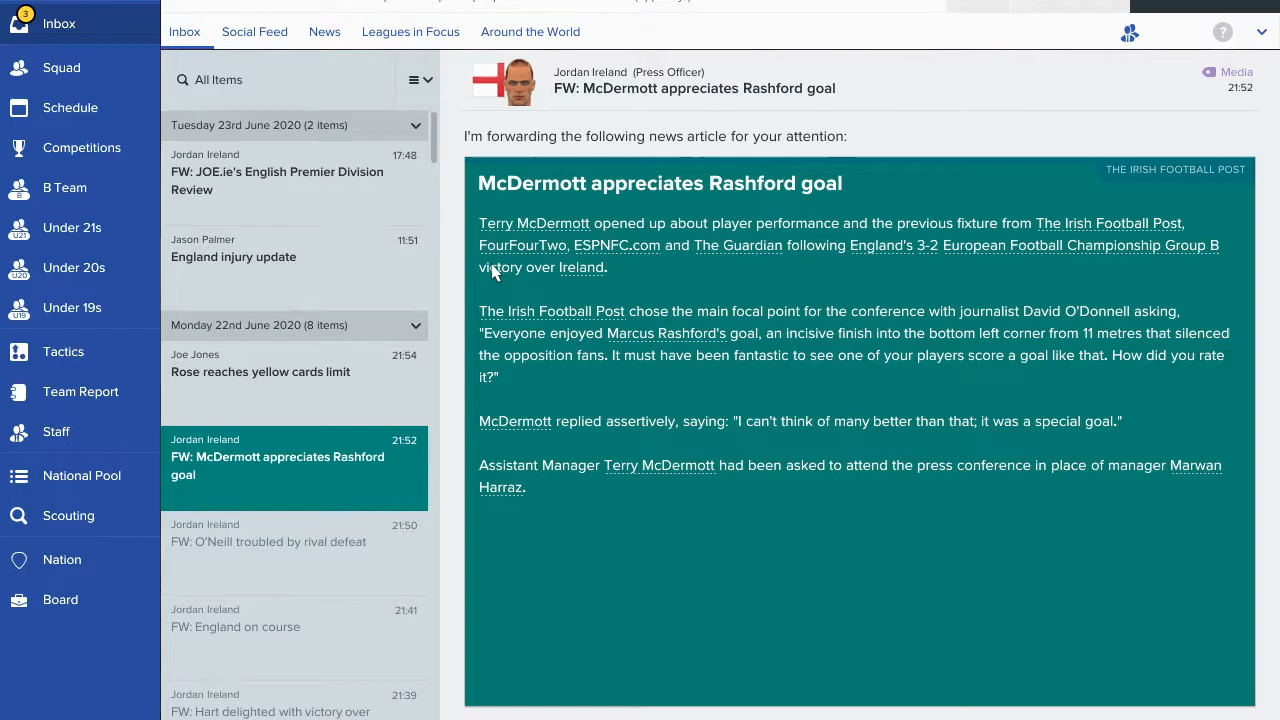 3
Inbox
Squad
Schedule
Competitions
B Team
Under 21s
Under 20s
Under 19s
Tactics
Team Report
Staff
National Pool
Scouting
Nation
Board
B
U21
U20
U19
Inbox Social Feed News Leagues in Focus Around the World
?
All Items
Tuesday 23rd June 2020 (2 items)
Jordan Ireland 17:48
FW: JOE.ie's English Premier Division
Review
Jason Palmer 11:51
England injury update
Monday 22nd June 2020 (8 items)
Joe Jones 21:54
Rose reaches yellow cards limit
Jordan Ireland 21:52
FW: McDermott appreciates Rashford
goal
Jordan Ireland 21:50
FW: O'Neill troubled by rival defeat
Jordan Ireland 21:41
FW: England on course
Jordan Ireland 21:39
FW: Hart delighted with victory over
Jordan Ireland (Press Officer)
FW: McDermott appreciates Rashford goal
Media
21:52
I'm forwarding the following news article for your attention:
THE IRISH FOOTBALL POST
McDermott appreciates Rashford goal
Terry McDermott opened up about player performance and the previous fixture from The Irish Football Post,
FourFourTwo, ESPNFC.com and The Guardian following England's 3-2 European Football Championship Group B
victory over Ireland.
The Irish Football Post chose the main focal point for the conference with journalist David O'Donnell asking,
"Everyone enjoyed Marcus Rashford's goal, an incisive finish into the bottom left corner from 11 metres that silenced
the opposition fans. It must have been fantastic to see one of your players score a goal like that. How did you rate
it?"
McDermott replied assertively, saying: "I can't think of many better than that; it was a special goal."
Assistant Manager Terry McDermott had been asked to attend the press conference in place of manager Marwan
Harraz.